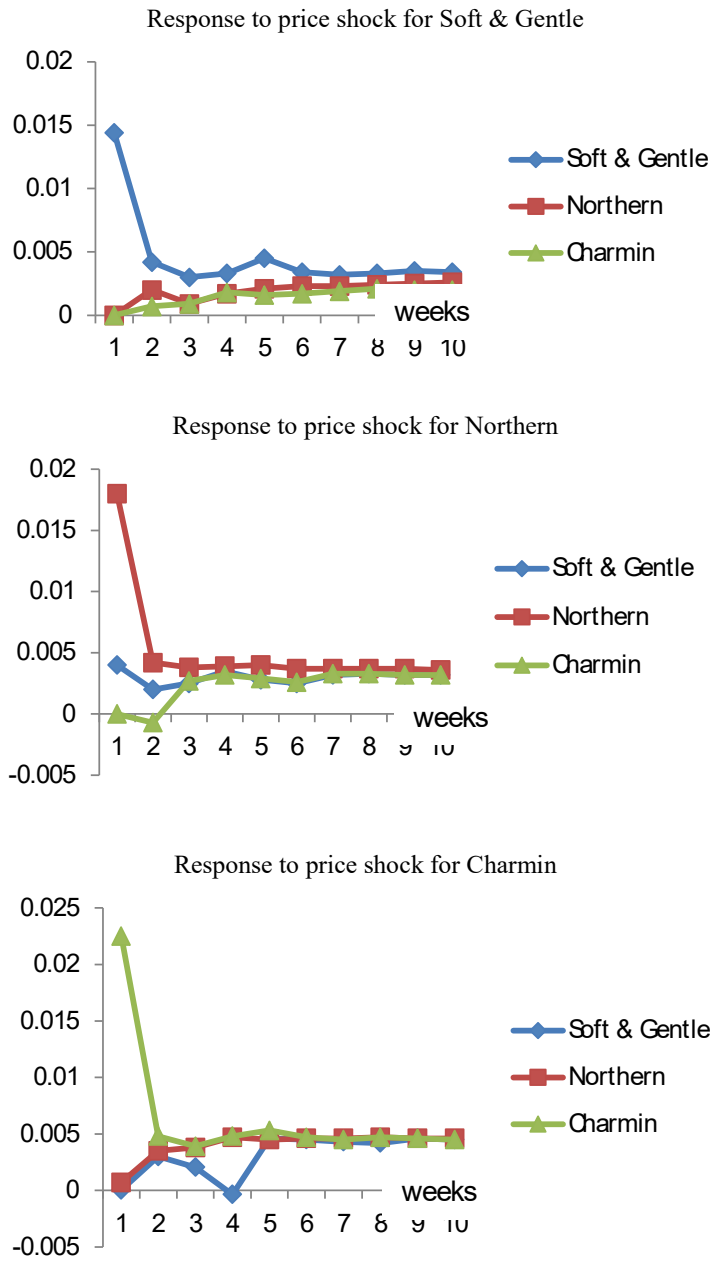 Response to price shock for Soft & Gentle
0.02
0.015
0.01
0.005
0
Soft & Gentle
Northern
Charmin
weeks
1 2 3 4 5 6 7 8 9 10
Response to price shock for Northern
0.02
0.015
0.01
0.005
0
-0.005
Soft & Gentle
Northern
Charmin
weeks
1 2 3 4 5 6 7 8 9 10
Response to price shock for Charmin
0.025
0.02
0.015
0.01
0.005
0
-0.005
Soft & Gentle
Northern
Charmin
weeks
1 2 3 4 5 6 7 8 9 10